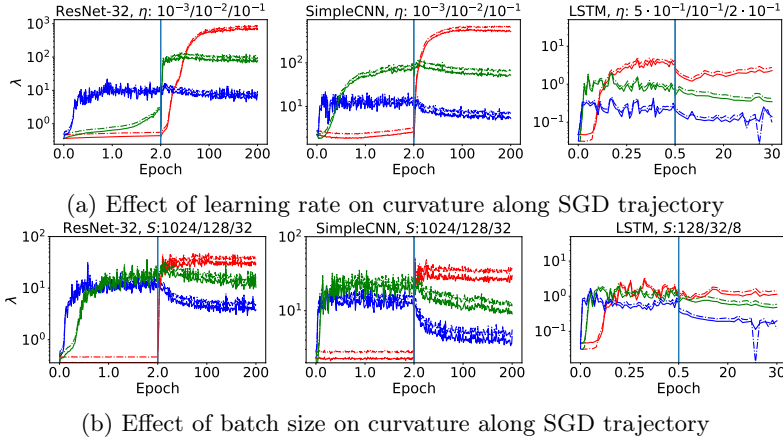 ResNet-32, η: 10⁻³/10⁻²/10⁻¹
SimpleCNN, η: 10⁻³/10⁻²/10⁻¹
LSTM, η: 5·10⁻¹/10⁻¹/2·10⁻¹
λ
10³
10²
10¹
10⁰
0.0 1.0 2.0 100 200
Epoch
10¹
0.0 1.0 2.0 100 200
Epoch
10¹
10⁰
10⁻¹
0.0 0.25 0.5 15 30
Epoch
(a) Effect of learning rate on curvature along SGD trajectory
ResNet-32, S:1024/128/32
SimpleCNN, S:1024/128/32
LSTM, S:128/32/8
λ
10²
10¹
10⁰
0.0 1.0 2.0 100 200
Epoch
10²
10¹
0.0 1.0 2.0 100 200
Epoch
10¹
10⁰
10⁻¹
0.0 0.25 0.5 15 30
Epoch
(b) Effect of batch size on curvature along SGD trajectory